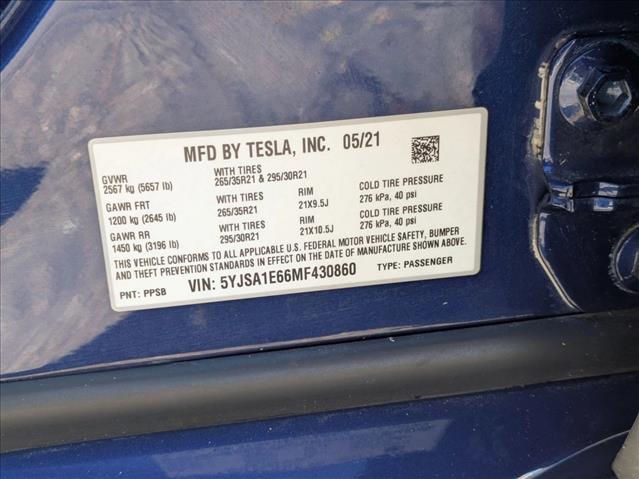 MFD BY TESLA, INC. 05/21
GVWR
2567 kg (5657 lb)
WITH TIRES
265/35R21 & 295/30R21
GAWR FRT
1200 kg (2645 lb)
WITH TIRES
265/35R21
RIM
21X9.5J
COLD TIRE PRESSURE
276 kPa, 40 psi
GAWR RR
1450 kg (3196 lb)
WITH TIRES
295/30R21
RIM
21X10.5J
COLD TIRE PRESSURE
276 kPa, 40 psi
THIS VEHICLE CONFORMS TO ALL APPLICABLE U.S. FEDERAL MOTOR VEHICLE SAFETY, BUMPER
AND THEFT PREVENTION STANDARDS IN EFFECT ON THE DATE OF MANUFACTURE SHOWN ABOVE.
PNT: PPSB
VIN: 5YJSA1E66MF430860
TYPE: PASSENGER